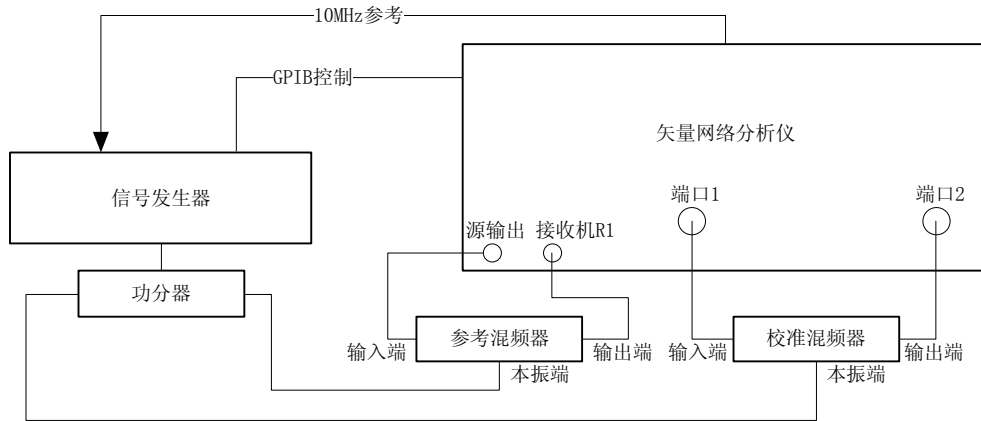 10MHz参考
GPIB控制
矢量网络分析仪
信号发生器
端口1
端口2
源输出
接收机R1
功分器
参考混频器
校准混频器
输入端
输出端
输入端
输出端
本振端
本振端